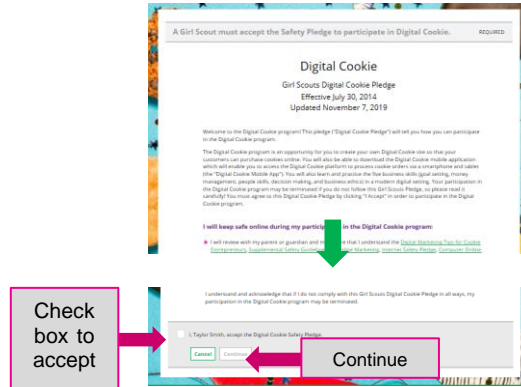 A Girl Scout must accept the Safety Pledge to participate in Digital Cookie. REQUIRED
Digital Cookie
Girl Scouts Digital Cookie Pledge
Effective July 30, 2014
Updated November 7, 2019
Welcome to the Digital Cookie program! This pledge ("Digital Cookie Pledge") will tell you how you can participate
in the Digital Cookie program.
The Digital Cookie program is an opportunity for you to create your own Digital Cookie site so that your
customers can purchase cookies online. You will also be able to download the Digital Cookie mobile application
which will enable you to access the Digital Cookie platform to process cookie orders via a smartphone and tablet
(the "Digital Cookie Mobile App"). You will also learn and practice the five business skills (goal setting, money
management, people skills, decision making, and business ethics) in a modern digital setting. Your participation in
the Digital Cookie program may be terminated if you do not follow this Girl Scouts Pledge, so please read it
carefully! You must agree to this Digital Cookie Pledge by clicking "I Accept" in order to participate in the Digital
Cookie program.
I will keep safe online during my participation in the Digital Cookie program:
I will review with my parent or guardian and that I understand the Digital Marketing Tips for Cookie
Entrepreneurs, Supplemental Safety Marketing, Internet Safety Pledge, Computer Online
I understand and acknowledge that if I do not comply with this Girl Scouts Digital Cookie Pledge in all ways, my
participation in the Digital Cookie program may be terminated.
Check
box to
accept
I, Taylor Smith, accept the Digital Cookie Safety Pledge.
Cancel Continue
Continue